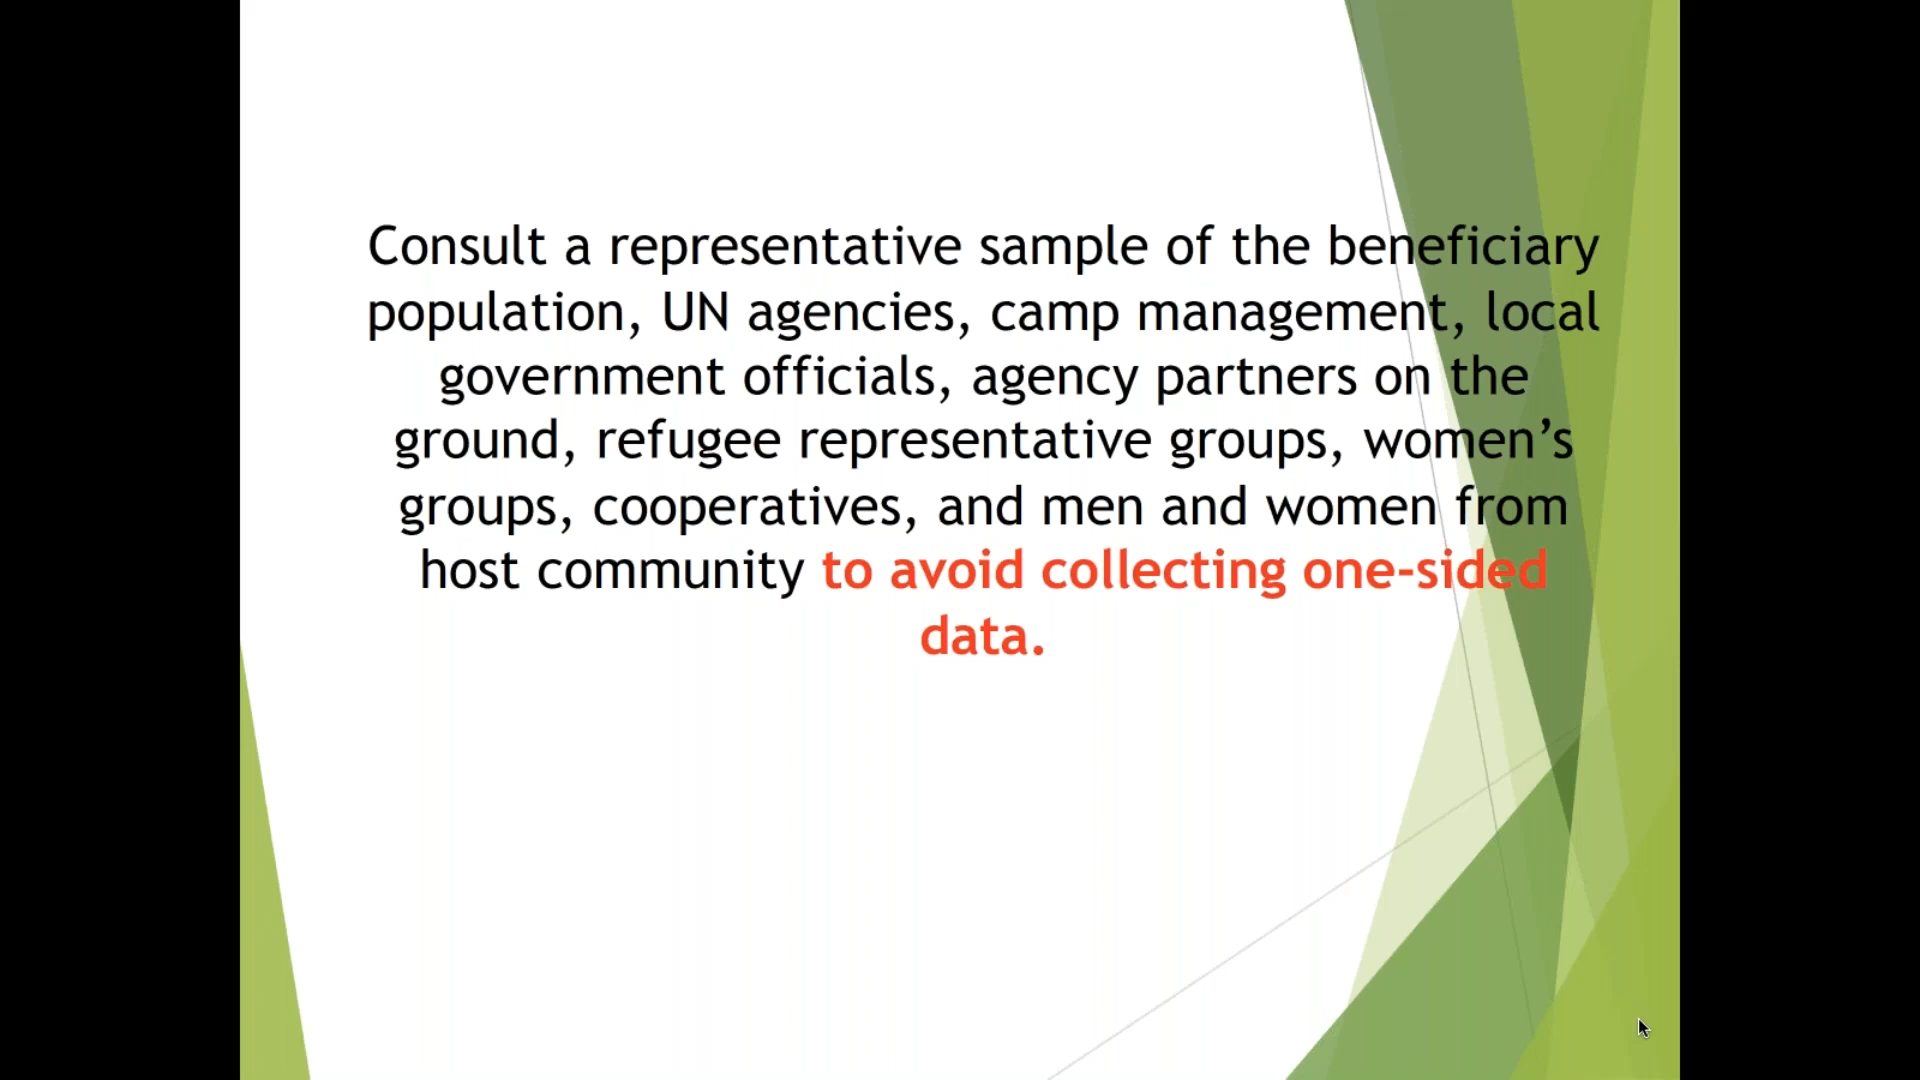 Consult a representative sample of the beneficiary
population, UN agencies, camp management, local
government officials, agency partners on the
ground, refugee representative groups, women’s
groups, cooperatives, and men and women from
host community to avoid collecting one-sided
data.